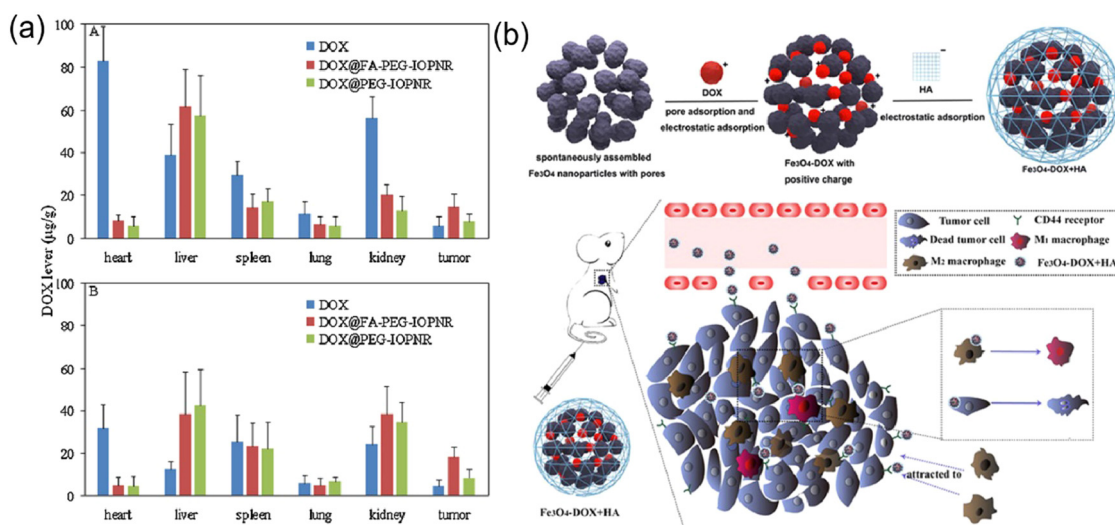 (a)
DOX lever (µg/g)
100
80
60
40
20
0
A
DOX
DOX@FA-PEG-IOPNR
DOX@PEG-IOPNR
heart liver spleen lung kidney tumor
100
80
60
40
20
0
B
DOX
DOX@FA-PEG-IOPNR
DOX@PEG-IOPNR
heart liver spleen lung kidney tumor
(b)
spontaneously assembled
Fe3O4 nanoparticles with pores
+
DOX
pore adsorption and
electrostatic adsorption
Fe3O4-DOX with
positive charge
−
HA
electrostatic adsorption
Fe3O4-DOX+HA
Tumor cell
CD44 receptor
Dead tumor cell
M1 macrophage
M2 macrophage
Fe3O4-DOX+HA
attracted to
Fe3O4-DOX+HA